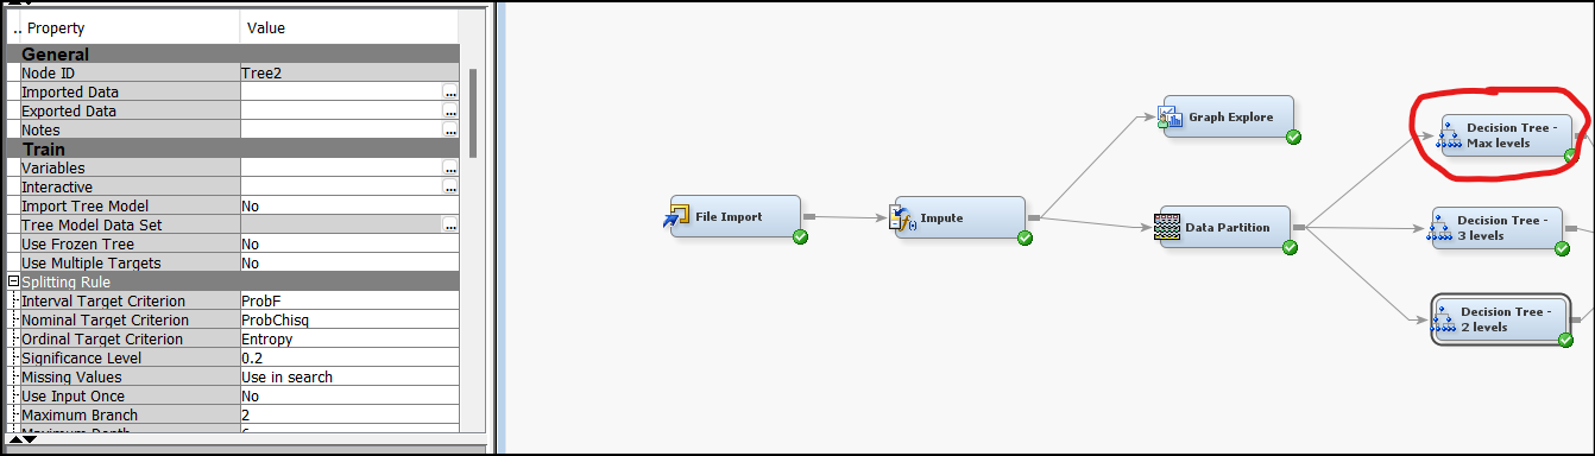 .. Property Value
General
Node ID Tree2
Imported Data ...
Exported Data ...
Notes ...
Train
Variables ...
Interactive ...
Import Tree Model No
Tree Model Data Set ...
Use Frozen Tree No
Use Multiple Targets No
Splitting Rule
Interval Target Criterion ProbF
Nominal Target Criterion ProbChisq
Ordinal Target Criterion Entropy
Significance Level 0.2
Missing Values Use in search
Use Input Once No
Maximum Branch 2
Maximum Depth 6
File Import
Impute
Graph Explore
Data Partition
Decision Tree -
Max levels
Decision Tree -
3 levels
Decision Tree -
2 levels